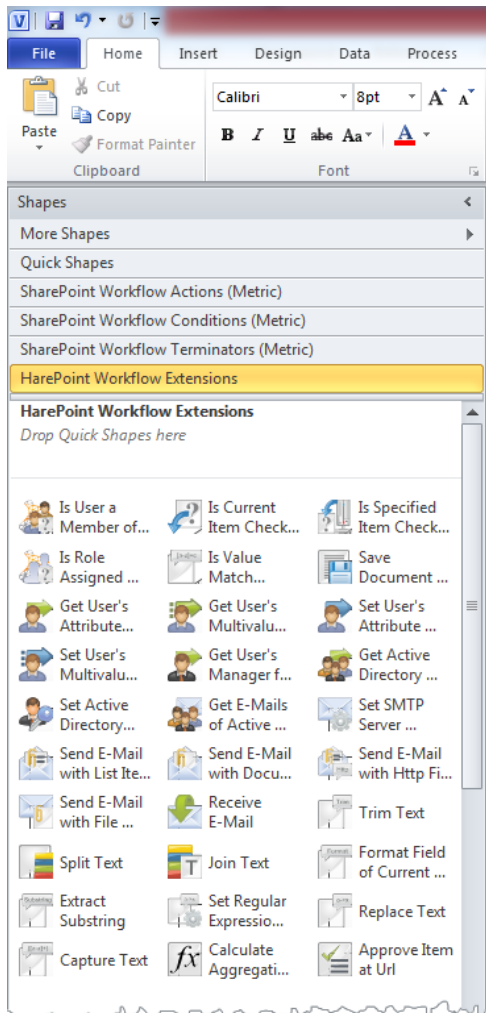 V
File Home Insert Design Data Process
Paste
Cut
Copy
Format Painter
Clipboard
Calibri 8pt A A
B I U abc Aa A
Font
Shapes
More Shapes
Quick Shapes
SharePoint Workflow Actions (Metric)
SharePoint Workflow Conditions (Metric)
SharePoint Workflow Terminators (Metric)
HarePoint Workflow Extensions
HarePoint Workflow Extensions
Drop Quick Shapes here
Is User a
Member of...
Is Current
Item Check...
Is Specified
Item Check...
Is Role
Assigned ...
Is Value
Match...
Save
Document ...
Get User's
Attribute...
Get User's
Multivalu...
Set User's
Attribute ...
Set User's
Multivalu...
Get User's
Manager f...
Get Active
Directory ...
Set Active
Directory...
Get E-Mails
of Active ...
Set SMTP
Server ...
Send E-Mail
with List Ite...
Send E-Mail
with Docu...
Send E-Mail
with Http Fi...
Send E-Mail
with File ...
Receive
E-Mail
Trim Text
Split Text
Join Text
Format Field
of Current ...
Extract
Substring
Set Regular
Expressio...
Replace Text
Capture Text
fx
Calculate
Aggregati...
Approve Item
at Url